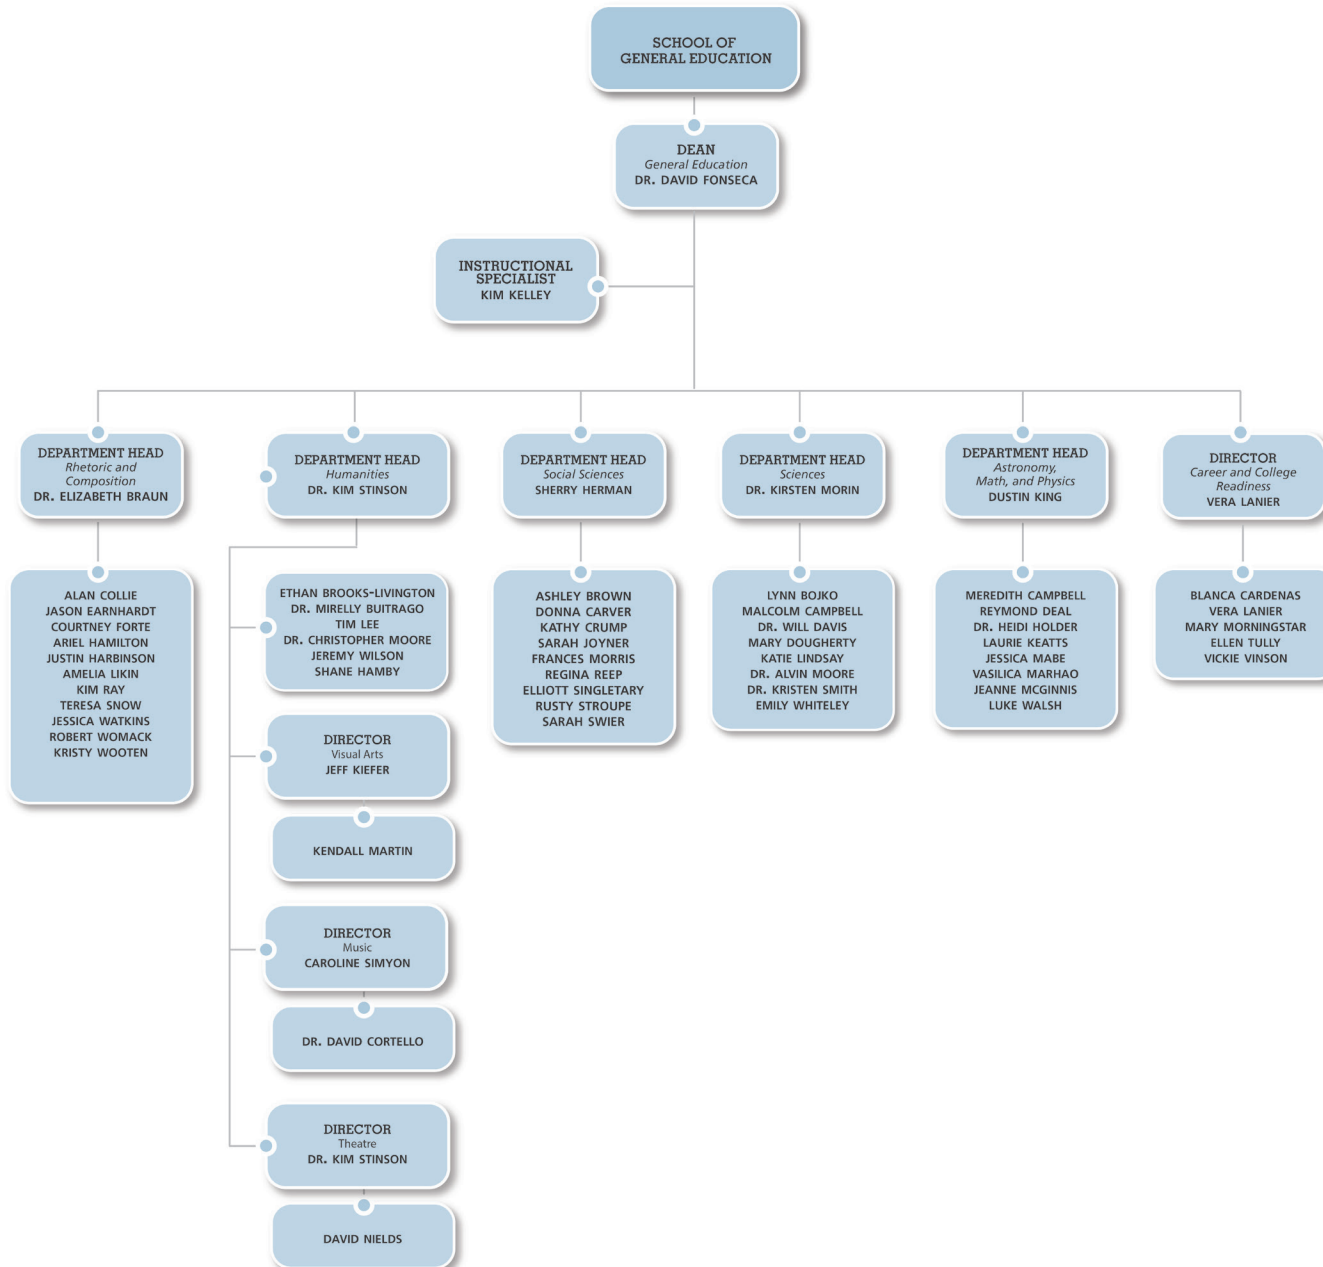 SCHOOL OF
GENERAL EDUCATION
DEAN
General Education
DR. DAVID FONSECA
INSTRUCTIONAL
SPECIALIST
KIM KELLEY
DEPARTMENT HEAD
Rhetoric and
Composition
DR. ELIZABETH BRAUN
DEPARTMENT HEAD
Humanities
DR. KIM STINSON
DEPARTMENT HEAD
Social Sciences
SHERRY HERMAN
DEPARTMENT HEAD
Sciences
DR. KIRSTEN MORIN
DEPARTMENT HEAD
Astronomy,
Math, and Physics
DUSTIN KING
DIRECTOR
Career and College
Readiness
VERA LANIER
ALAN COLLIE
JASON EARNHARDT
COURTNEY FORTE
ARIEL HAMILTON
JUSTIN HARBINSON
AMELIA LIKIN
KIM RAY
TERESA SNOW
JESSICA WATKINS
ROBERT WOMACK
KRISTY WOOTEN
ETHAN BROOKS-LIVINGTON
DR. MIRELLY BUITRAGO
TIM LEE
DR. CHRISTOPHER MOORE
JEREMY WILSON
SHANE HAMBY
DIRECTOR
Visual Arts
JEFF KIEFER
KENDALL MARTIN
DIRECTOR
Music
CAROLINE SIMYON
DR. DAVID CORTELLO
DIRECTOR
Theatre
DR. KIM STINSON
DAVID NIELDS
ASHLEY BROWN
DONNA CARVER
KATHY CRUMP
SARAH JOYNER
FRANCES MORRIS
REGINA REEP
ELLIOTT SINGLETARY
RUSTY STROUPE
SARAH SWIER
LYNN BOJKO
MALCOLM CAMPBELL
DR. WILL DAVIS
MARY DOUGHERTY
KATIE LINDSAY
DR. ALVIN MOORE
DR. KRISTEN SMITH
EMILY WHITELEY
MEREDITH CAMPBELL
REYMOND DEAL
DR. HEIDI HOLDER
LAURIE KEATTS
JESSICA MABE
VASILICA MARHAO
JEANNE MCGINNIS
LUKE WALSH
BLANCA CARDENAS
VERA LANIER
MARY MORNINGSTAR
ELLEN TULLY
VICKIE VINSON